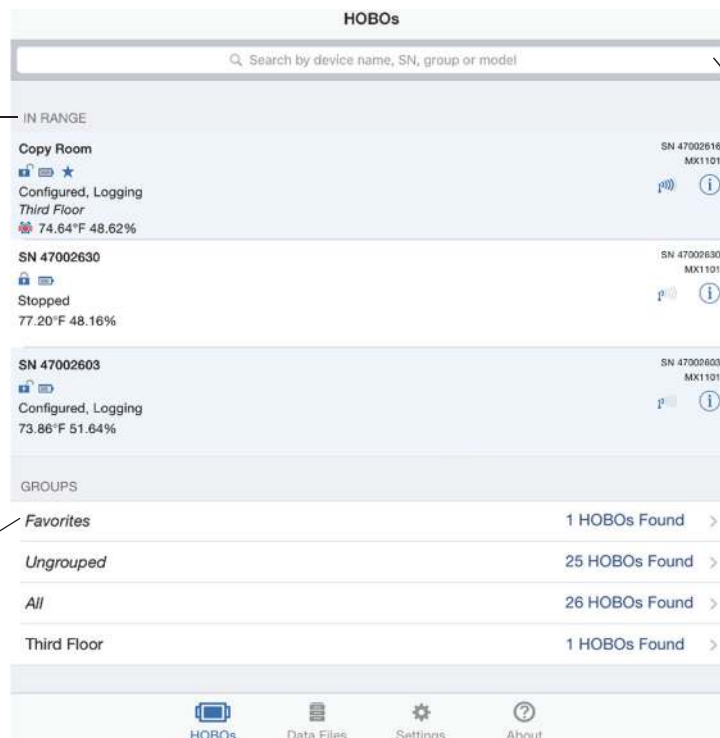 HOBOs
Search by device name, SN, group or model
IN RANGE
Copy Room
SN 47002616
MX1101
Configured, Logging
Third Floor
74.64°F 48.62%
SN 47002630
SN 47002630
MX1101
Stopped
77.20°F 48.16%
SN 47002603
SN 47002603
MX1101
Configured, Logging
73.86°F 51.64%
GROUPS
Favorites 1 HOBOs Found
Ungrouped 25 HOBOs Found
All 26 HOBOs Found
Third Floor 1 HOBOs Found
HOBOs Data Files Settings About